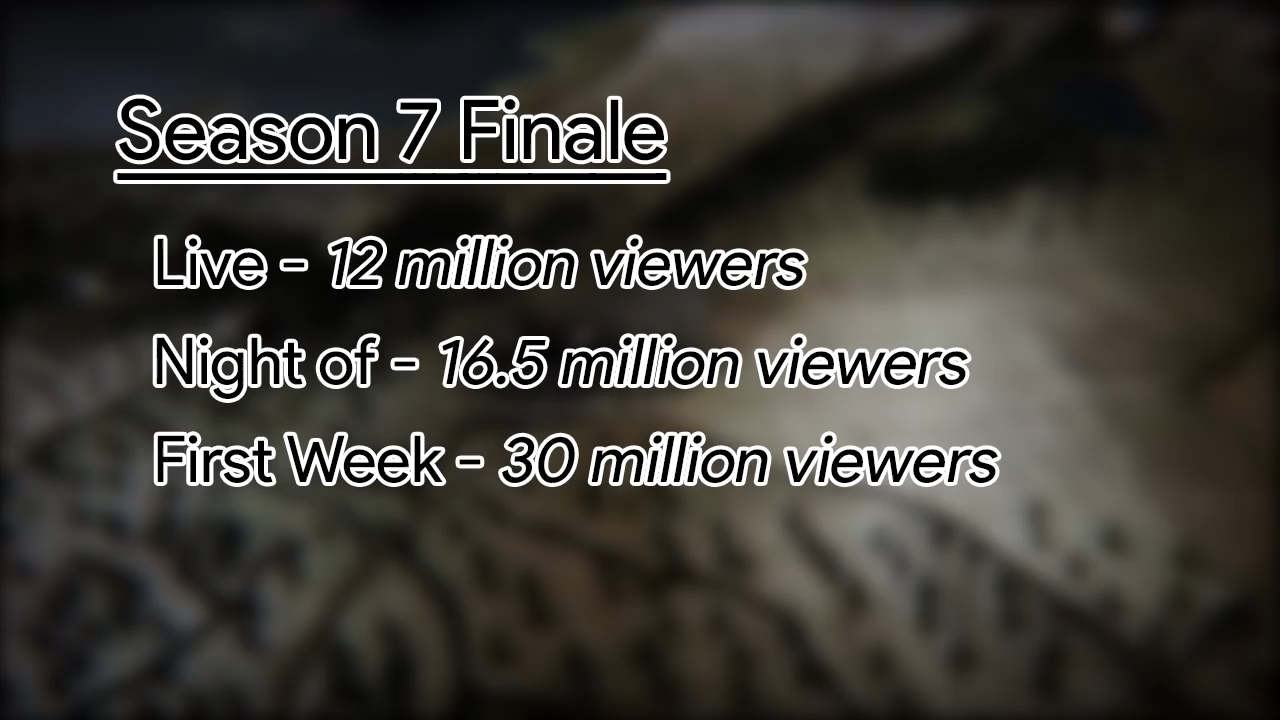 Season 7 Finale
Live - 12 million viewers
Night of - 16.5 million viewers
First Week - 30 million viewers